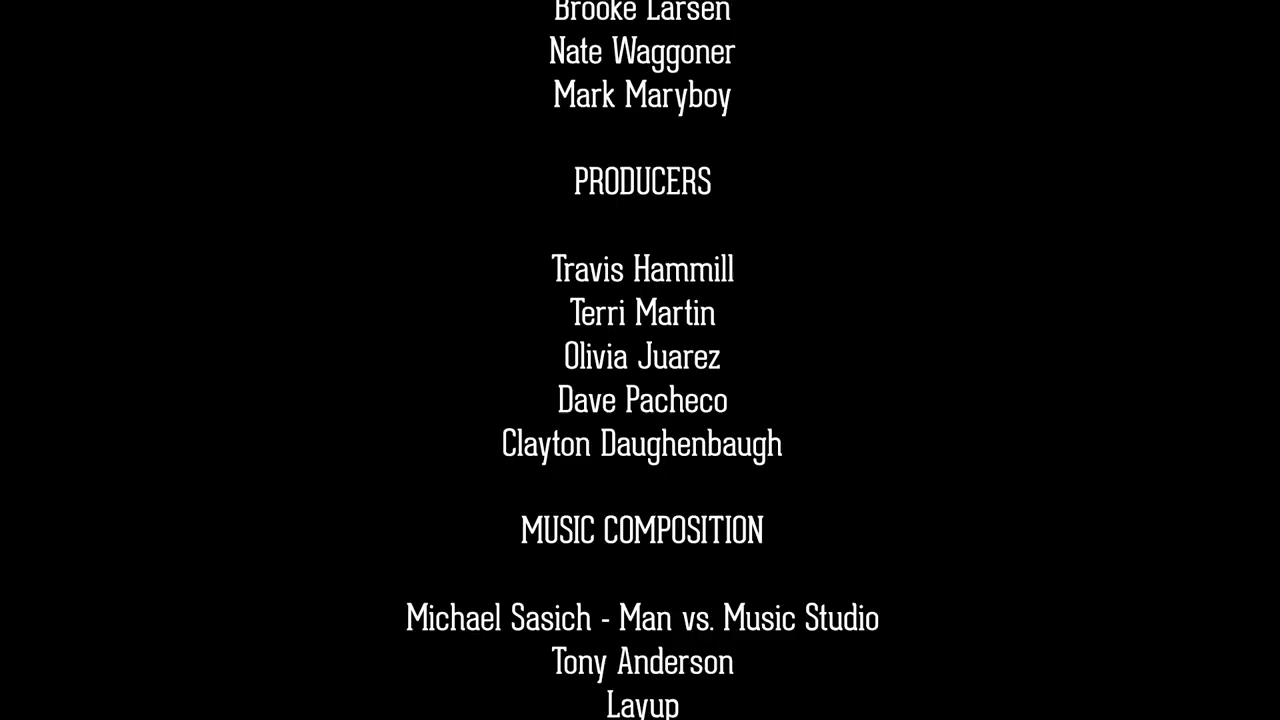 Brooke Larsen
Nate Waggoner
Mark Maryboy
PRODUCERS
Travis Hammill
Terri Martin
Olivia Juarez
Dave Pacheco
Clayton Daughenbaugh
MUSIC COMPOSITION
Michael Sasich - Man vs. Music Studio
Tony Anderson
Layup